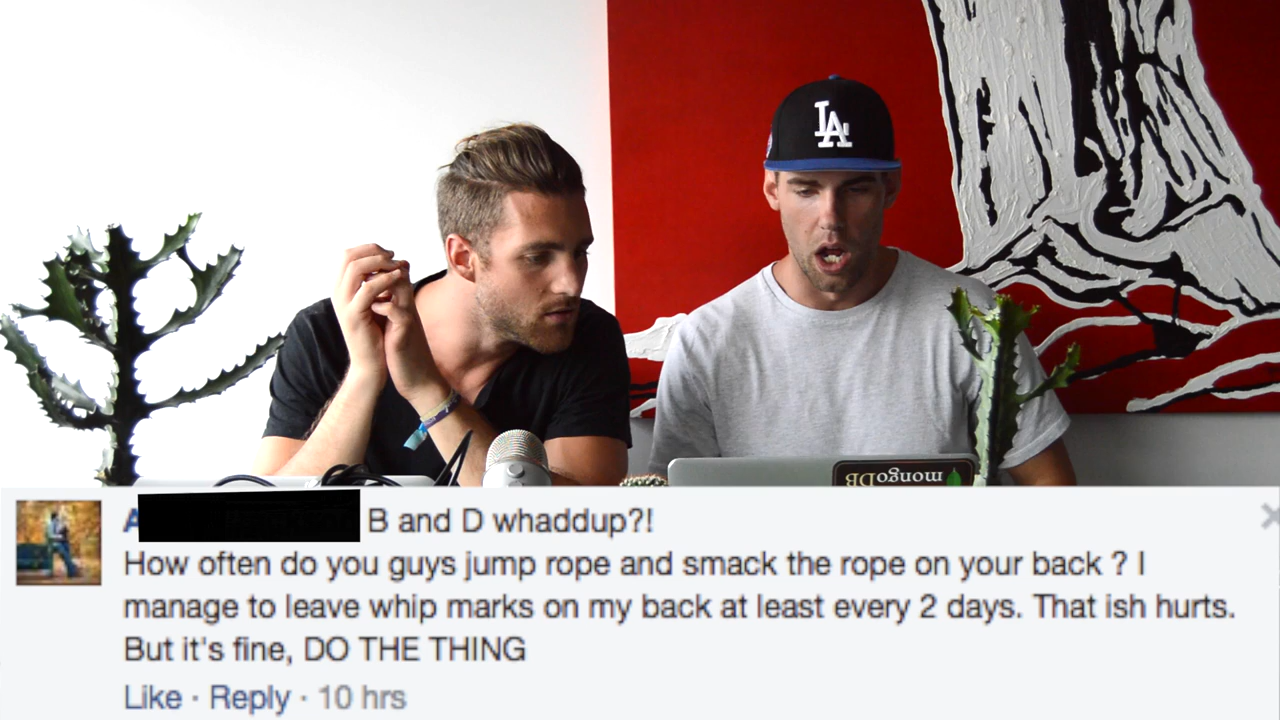 LA
mongoDB
B and D whaddup?!
How often do you guys jump rope and smack the rope on your back ? I
manage to leave whip marks on my back at least every 2 days. That ish hurts.
But it's fine, DO THE THING
Like · Reply · 10 hrs